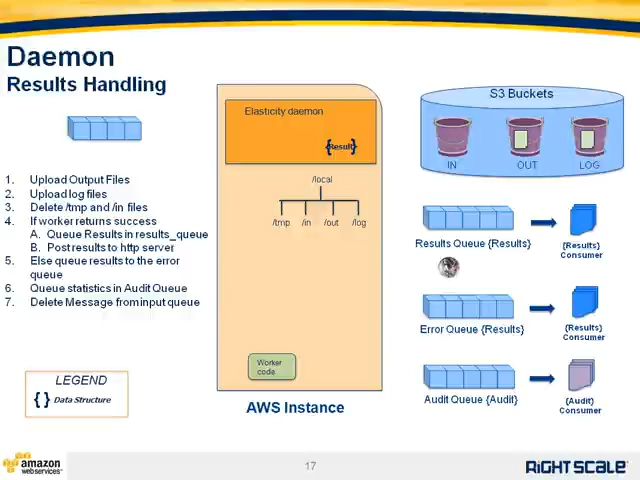 Daemon
Results Handling
1. Upload Output Files
2. Upload log files
3. Delete /tmp and /in files
4. If worker returns success
A. Queue Results in results_queue
B. Post results to http server
5. Else queue results to the error
queue
6. Queue statistics in Audit Queue
7. Delete Message from input queue
LEGEND
{ } Data Structure
Elasticity daemon
{Result}
/local
/tmp /in /out /log
Worker
code
AWS Instance
S3 Buckets
IN OUT LOG
Results Queue {Results}
{Results}
Consumer
Error Queue {Results}
{Results}
Consumer
Audit Queue {Audit}
{Audit}
Consumer
amazon
webservices
17
RIGHTSCALE